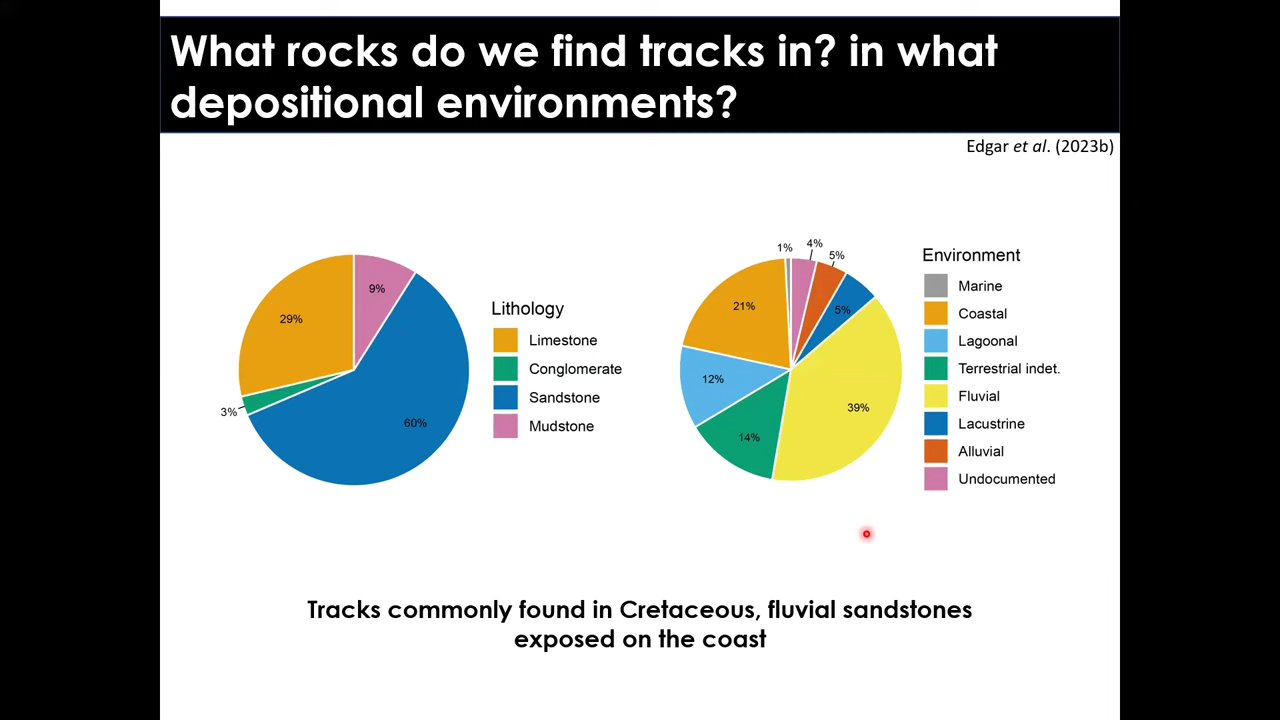 What rocks do we find tracks in? in what
depositional environments?
Edgar et al. (2023b)
9%
29%
3%
60%
Lithology
Limestone
Conglomerate
Sandstone
Mudstone
1%
4%
5%
5%
21%
12%
39%
14%
Environment
Marine
Coastal
Lagoonal
Terrestrial indet.
Fluvial
Lacustrine
Alluvial
Undocumented
Tracks commonly found in Cretaceous, fluvial sandstones
exposed on the coast